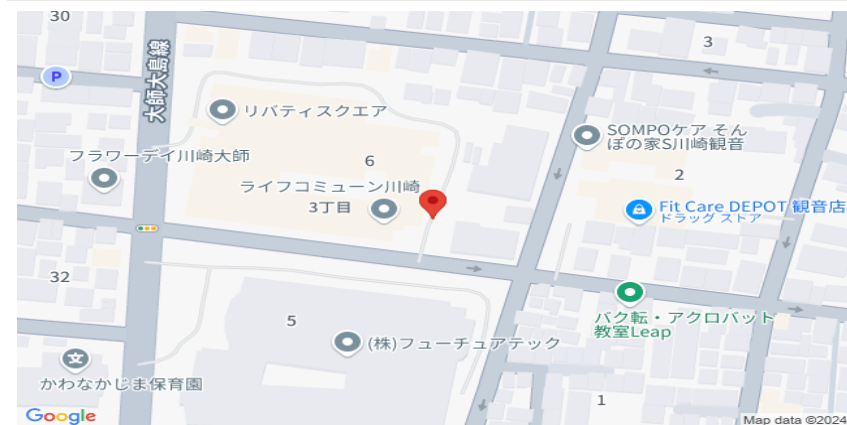 30
3
P
大師大島線
リバティスクエア
SOMPOケア そん
ぽの家S川崎観音
フラワーデイ川崎大師
6
2
ライフコミューン川崎
3丁目
Fit Care DEPOT 観音店
ドラッグ ストア
32
5
バク転・アクロバット
教室Leap
(株)フューチュアテック
文
かわなかじま保育園
1
Google
Map data ©2024